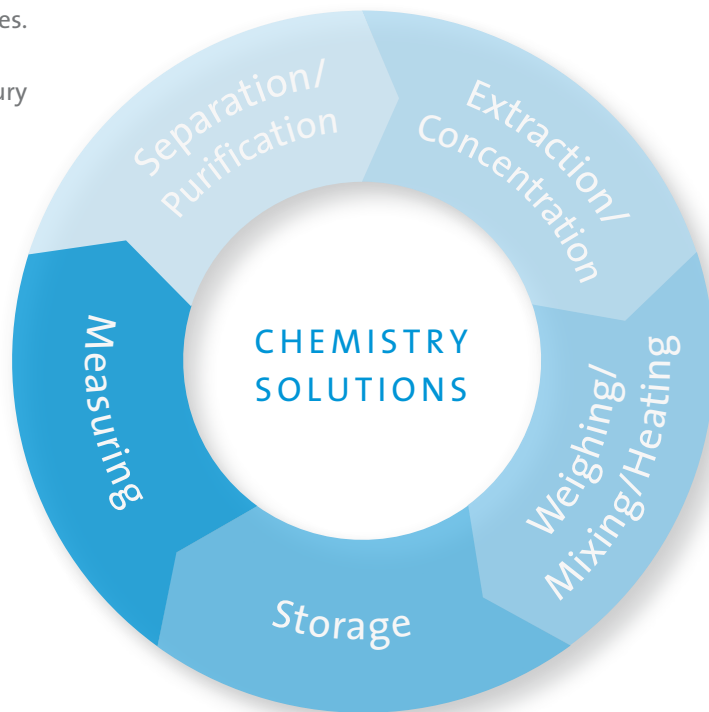 es.
ury
Separation/
Purification
Extraction/
Concentration
Weighing/
Mixing/Heating
Storage
Measuring
CHEMISTRY
SOLUTIONS